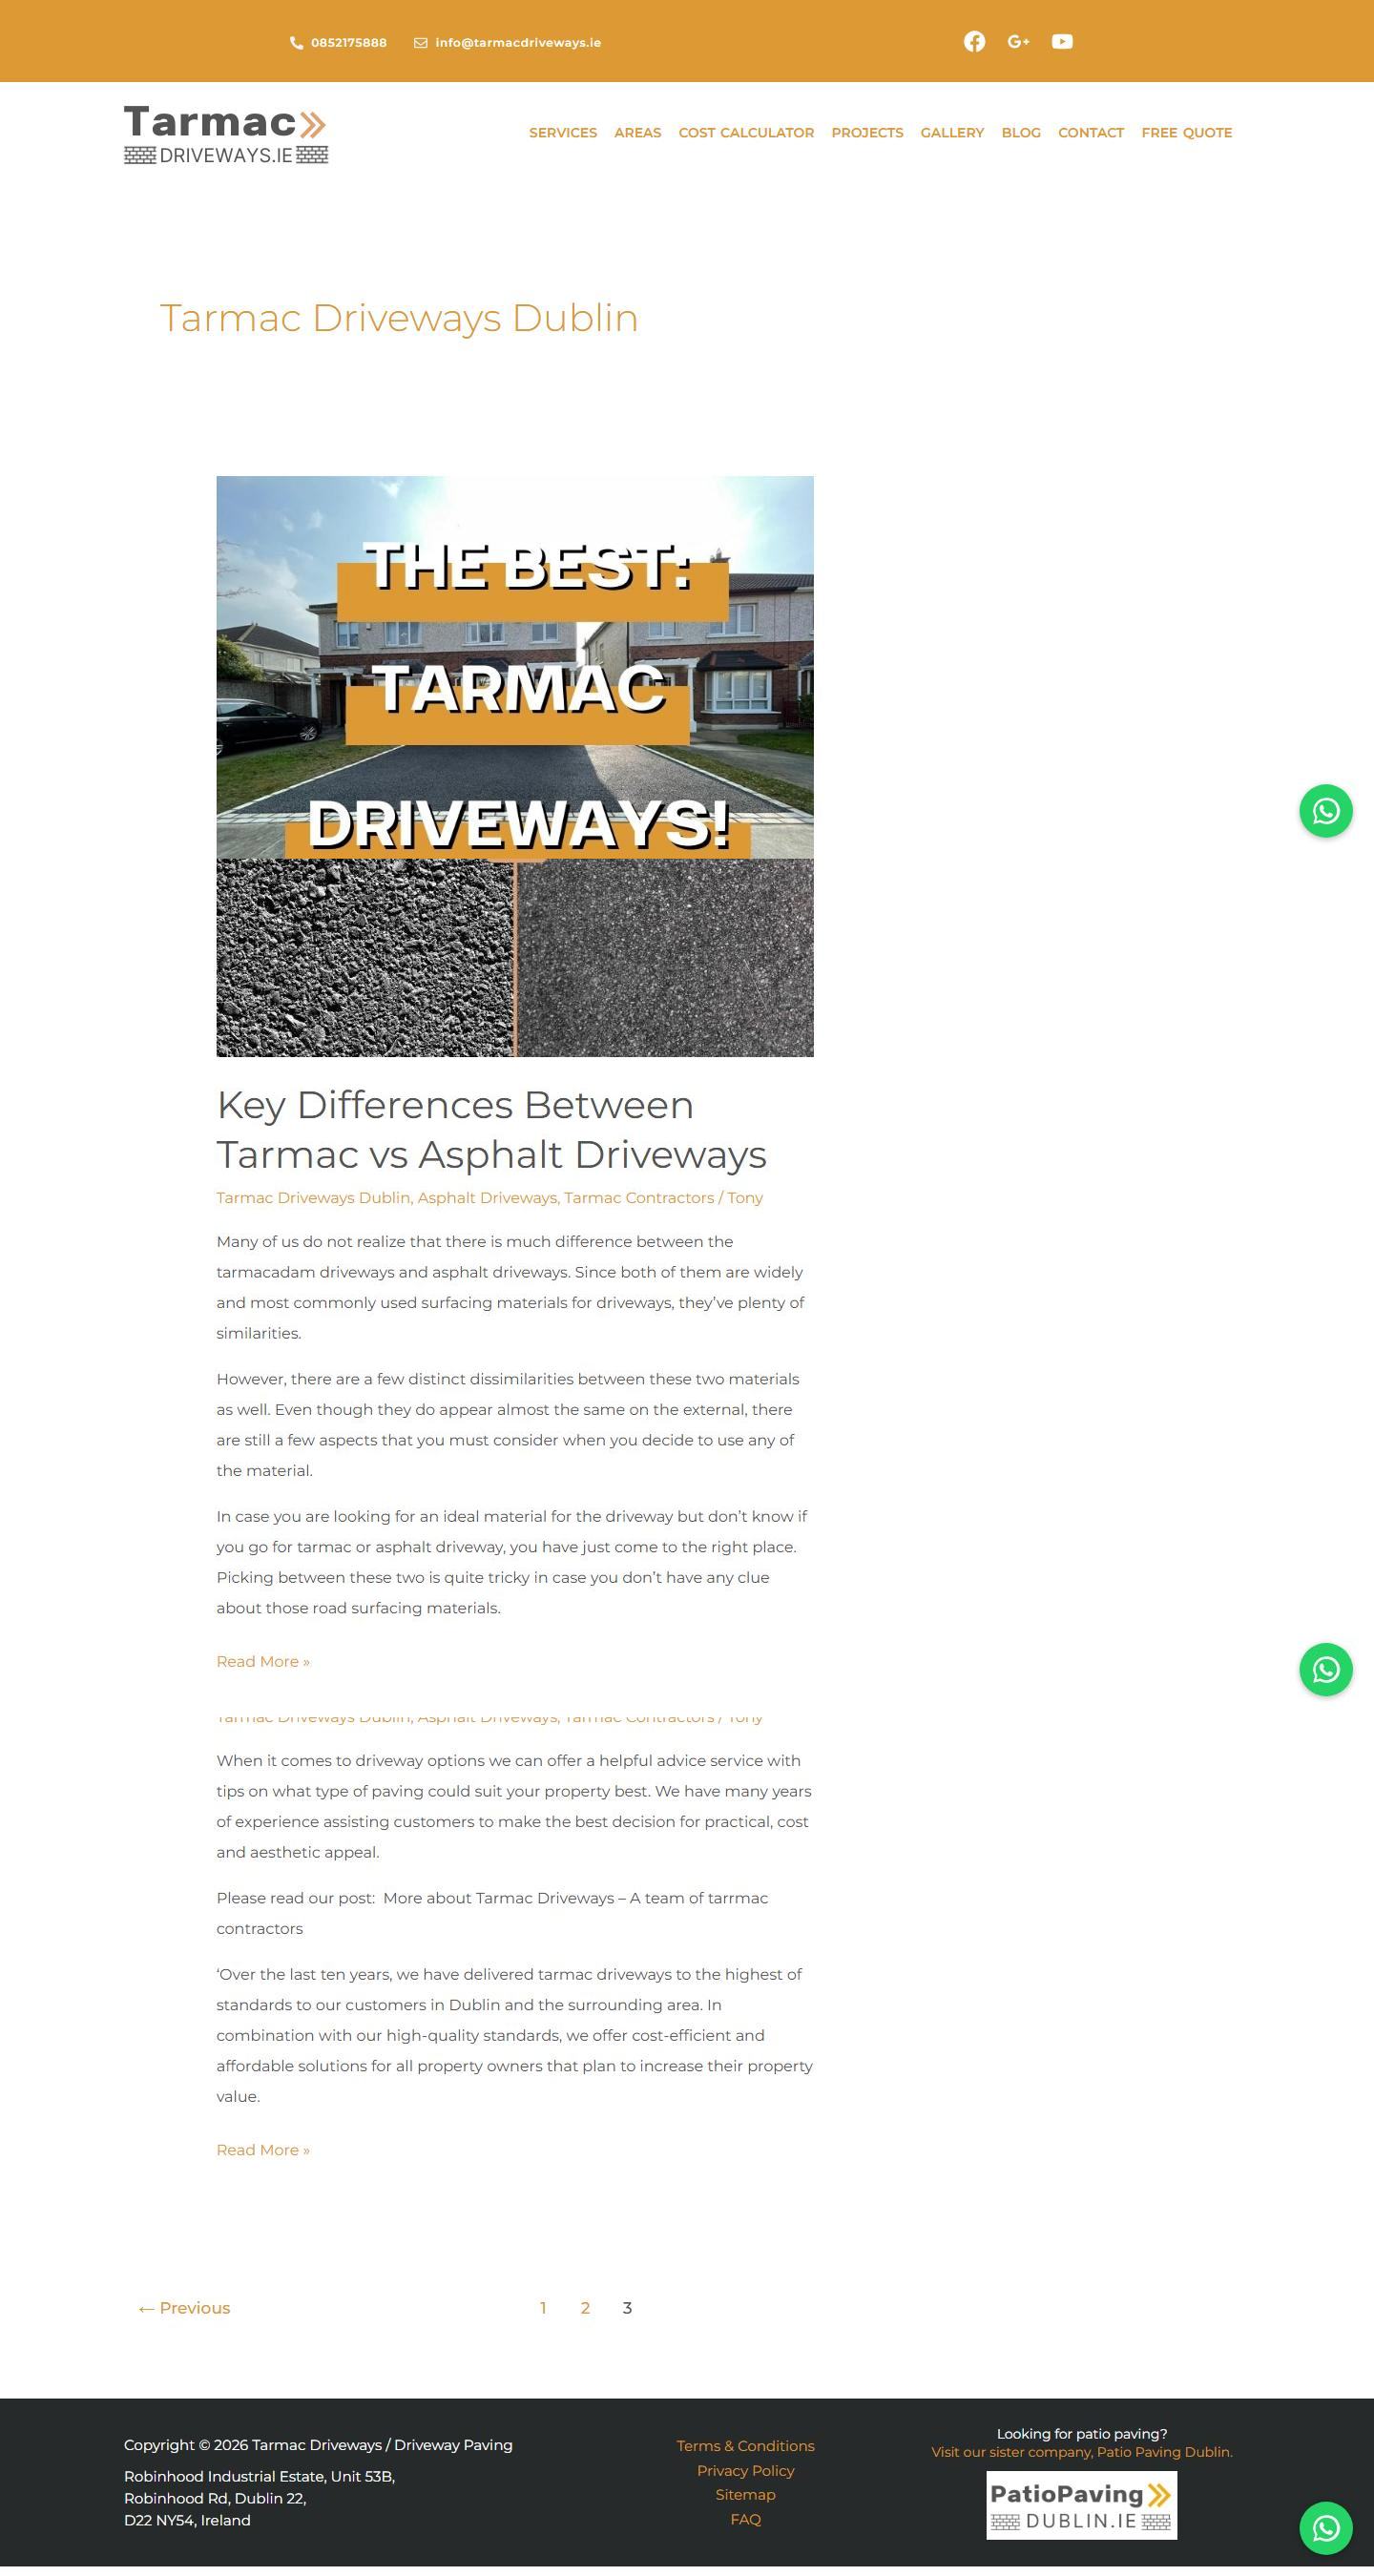 0852175888 info@tarmacdriveways.ie
Tarmac
DRIVEWAYS.IE
SERVICES AREAS COST CALCULATOR PROJECTS GALLERY BLOG CONTACT FREE QUOTE
Tarmac Driveways Dublin
THE BEST:
TARMAC
DRIVEWAYS!
Key Differences Between
Tarmac vs Asphalt Driveways
Tarmac Driveways Dublin, Asphalt Driveways, Tarmac Contractors / Tony
Many of us do not realize that there is much difference between the
tarmacadam driveways and asphalt driveways. Since both of them are widely
and most commonly used surfacing materials for driveways, they’ve plenty of
similarities.
However, there are a few distinct dissimilarities between these two materials
as well. Even though they do appear almost the same on the external, there
are still a few aspects that you must consider when you decide to use any of
the material.
In case you are looking for an ideal material for the driveway but don’t know if
you go for tarmac or asphalt driveway, you have just come to the right place.
Picking between these two is quite tricky in case you don’t have any clue
about those road surfacing materials.
Read More »
Tarmac Driveways Dublin, Asphalt Driveways, Tarmac Contractors / Tony
When it comes to driveway options we can offer a helpful advice service with
tips on what type of paving could suit your property best. We have many years
of experience assisting customers to make the best decision for practical, cost
and aesthetic appeal.
Please read our post:  More about Tarmac Driveways – A team of tarrmac
contractors
‘Over the last ten years, we have delivered tarmac driveways to the highest of
standards to our customers in Dublin and the surrounding area. In
combination with our high-quality standards, we offer cost-efficient and
affordable solutions for all property owners that plan to increase their property
value.
Read More »
← Previous 1 2 3
Copyright © 2026 Tarmac Driveways / Driveway Paving
Robinhood Industrial Estate, Unit 53B,
Robinhood Rd, Dublin 22,
D22 NY54, Ireland
Terms & Conditions
Privacy Policy
Sitemap
FAQ
Looking for patio paving?
Visit our sister company, Patio Paving Dublin.
PatioPaving
DUBLIN.IE